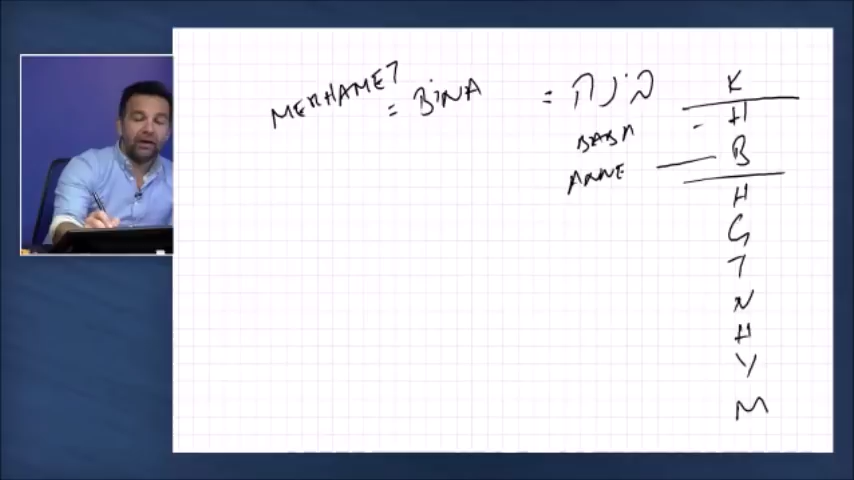 MERHAMET
= BİNA = בינה
K
BABA - H
ANNE — B
H
G
T
N
H
Y
M